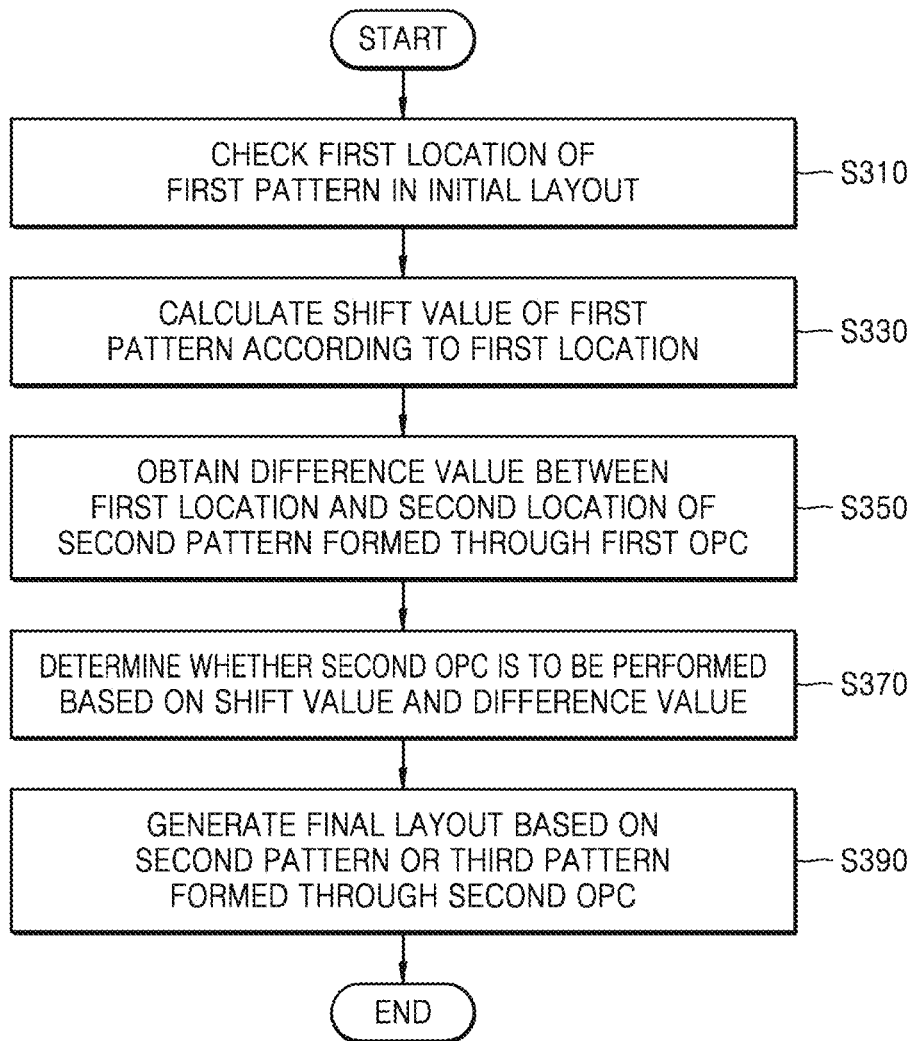 START
CHECK FIRST LOCATION OF
FIRST PATTERN IN INITIAL LAYOUT
S310
CALCULATE SHIFT VALUE OF FIRST
PATTERN ACCORDING TO FIRST LOCATION
S330
OBTAIN DIFFERENCE VALUE BETWEEN
FIRST LOCATION AND SECOND LOCATION OF
SECOND PATTERN FORMED THROUGH FIRST OPC
S350
DETERMINE WHETHER SECOND OPC IS TO BE PERFORMED
BASED ON SHIFT VALUE AND DIFFERENCE VALUE
S370
GENERATE FINAL LAYOUT BASED ON
SECOND PATTERN OR THIRD PATTERN
FORMED THROUGH SECOND OPC
S390
END